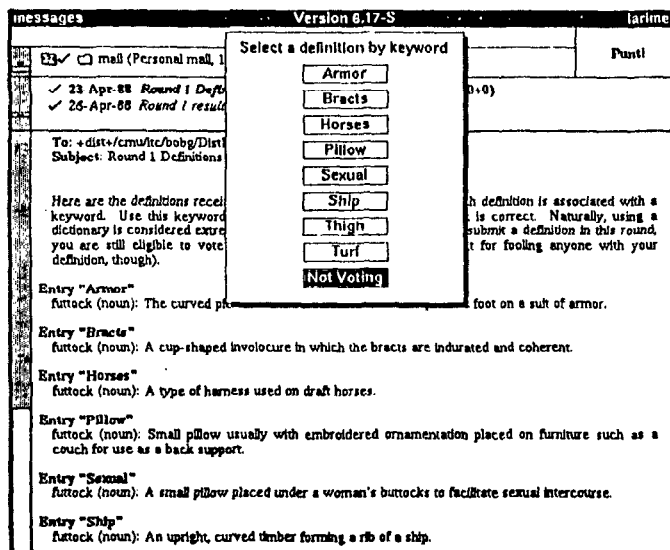 messages Version 6.17-S larime
mail (Personal mail, 1
Punti
23 Apr-88 Round 1 Defi 0+0)
26-Apr-88 Round 1 result
Select a definition by keyword
Armor
Bracts
Horses
Pillow
Sexual
Ship
Thigh
Turf
Not Voting
To: +dist+/cmu/itc/bobg/Dist
Subject: Round 1 Definitions
Here are the definitions recei h definition is associated with a
keyword. Use this keyword is correct. Naturally, using a
dictionary is considered extre submit a definition in this round,
you are still eligible to vote t for fooling anyone with your
definition, though).
Entry "Armor"
futtock (noun): The curved pi foot on a suit of armor.
Entry "Bracts"
futtock (noun): A cup-shaped involocure in which the bracts are indurated and coherent.
Entry "Horses"
futtock (noun): A type of harness used on draft horses.
Entry "Pillow"
futtock (noun): Small pillow usually with embroidered ornamentation placed on furniture such as a
couch for use as a back support.
Entry "Sexual"
futtock (noun): A small pillow placed under a woman's buttocks to facilitate sexual intercourse.
Entry "Ship"
futtock (noun): An upright, curved timber forming a rib of a ship.